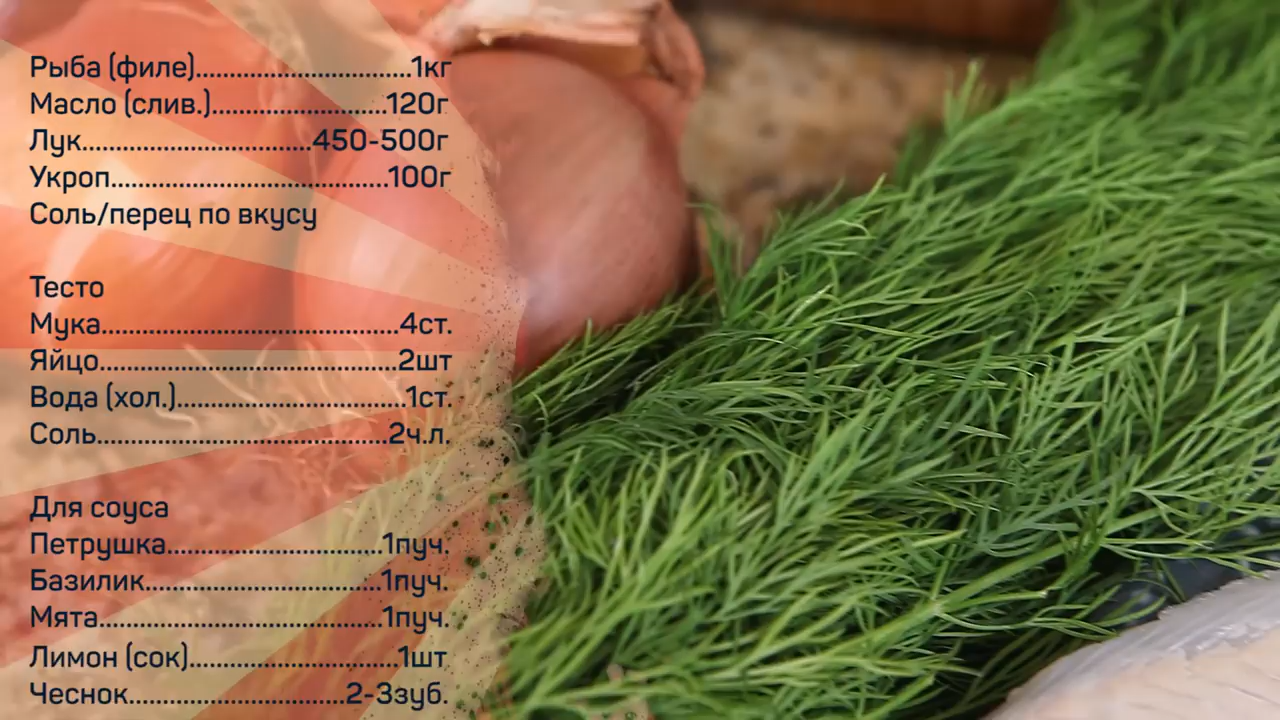 Рыба (филе)................................1кг
Масло (слив.)..........................120г
Лук..................................450-500г
Укроп.........................................100г
Соль/перец по вкусу
Тесто
Мука............................................4ст.
Яйцо............................................2шт
Вода (хол.)..................................1ст.
Соль...........................................2ч.л.
Для соуса
Петрушка................................1пуч.
Базилик...................................1пуч.
Мята..........................................1пуч.
Лимон (сок)...............................1шт
Чеснок................................2-3зуб.